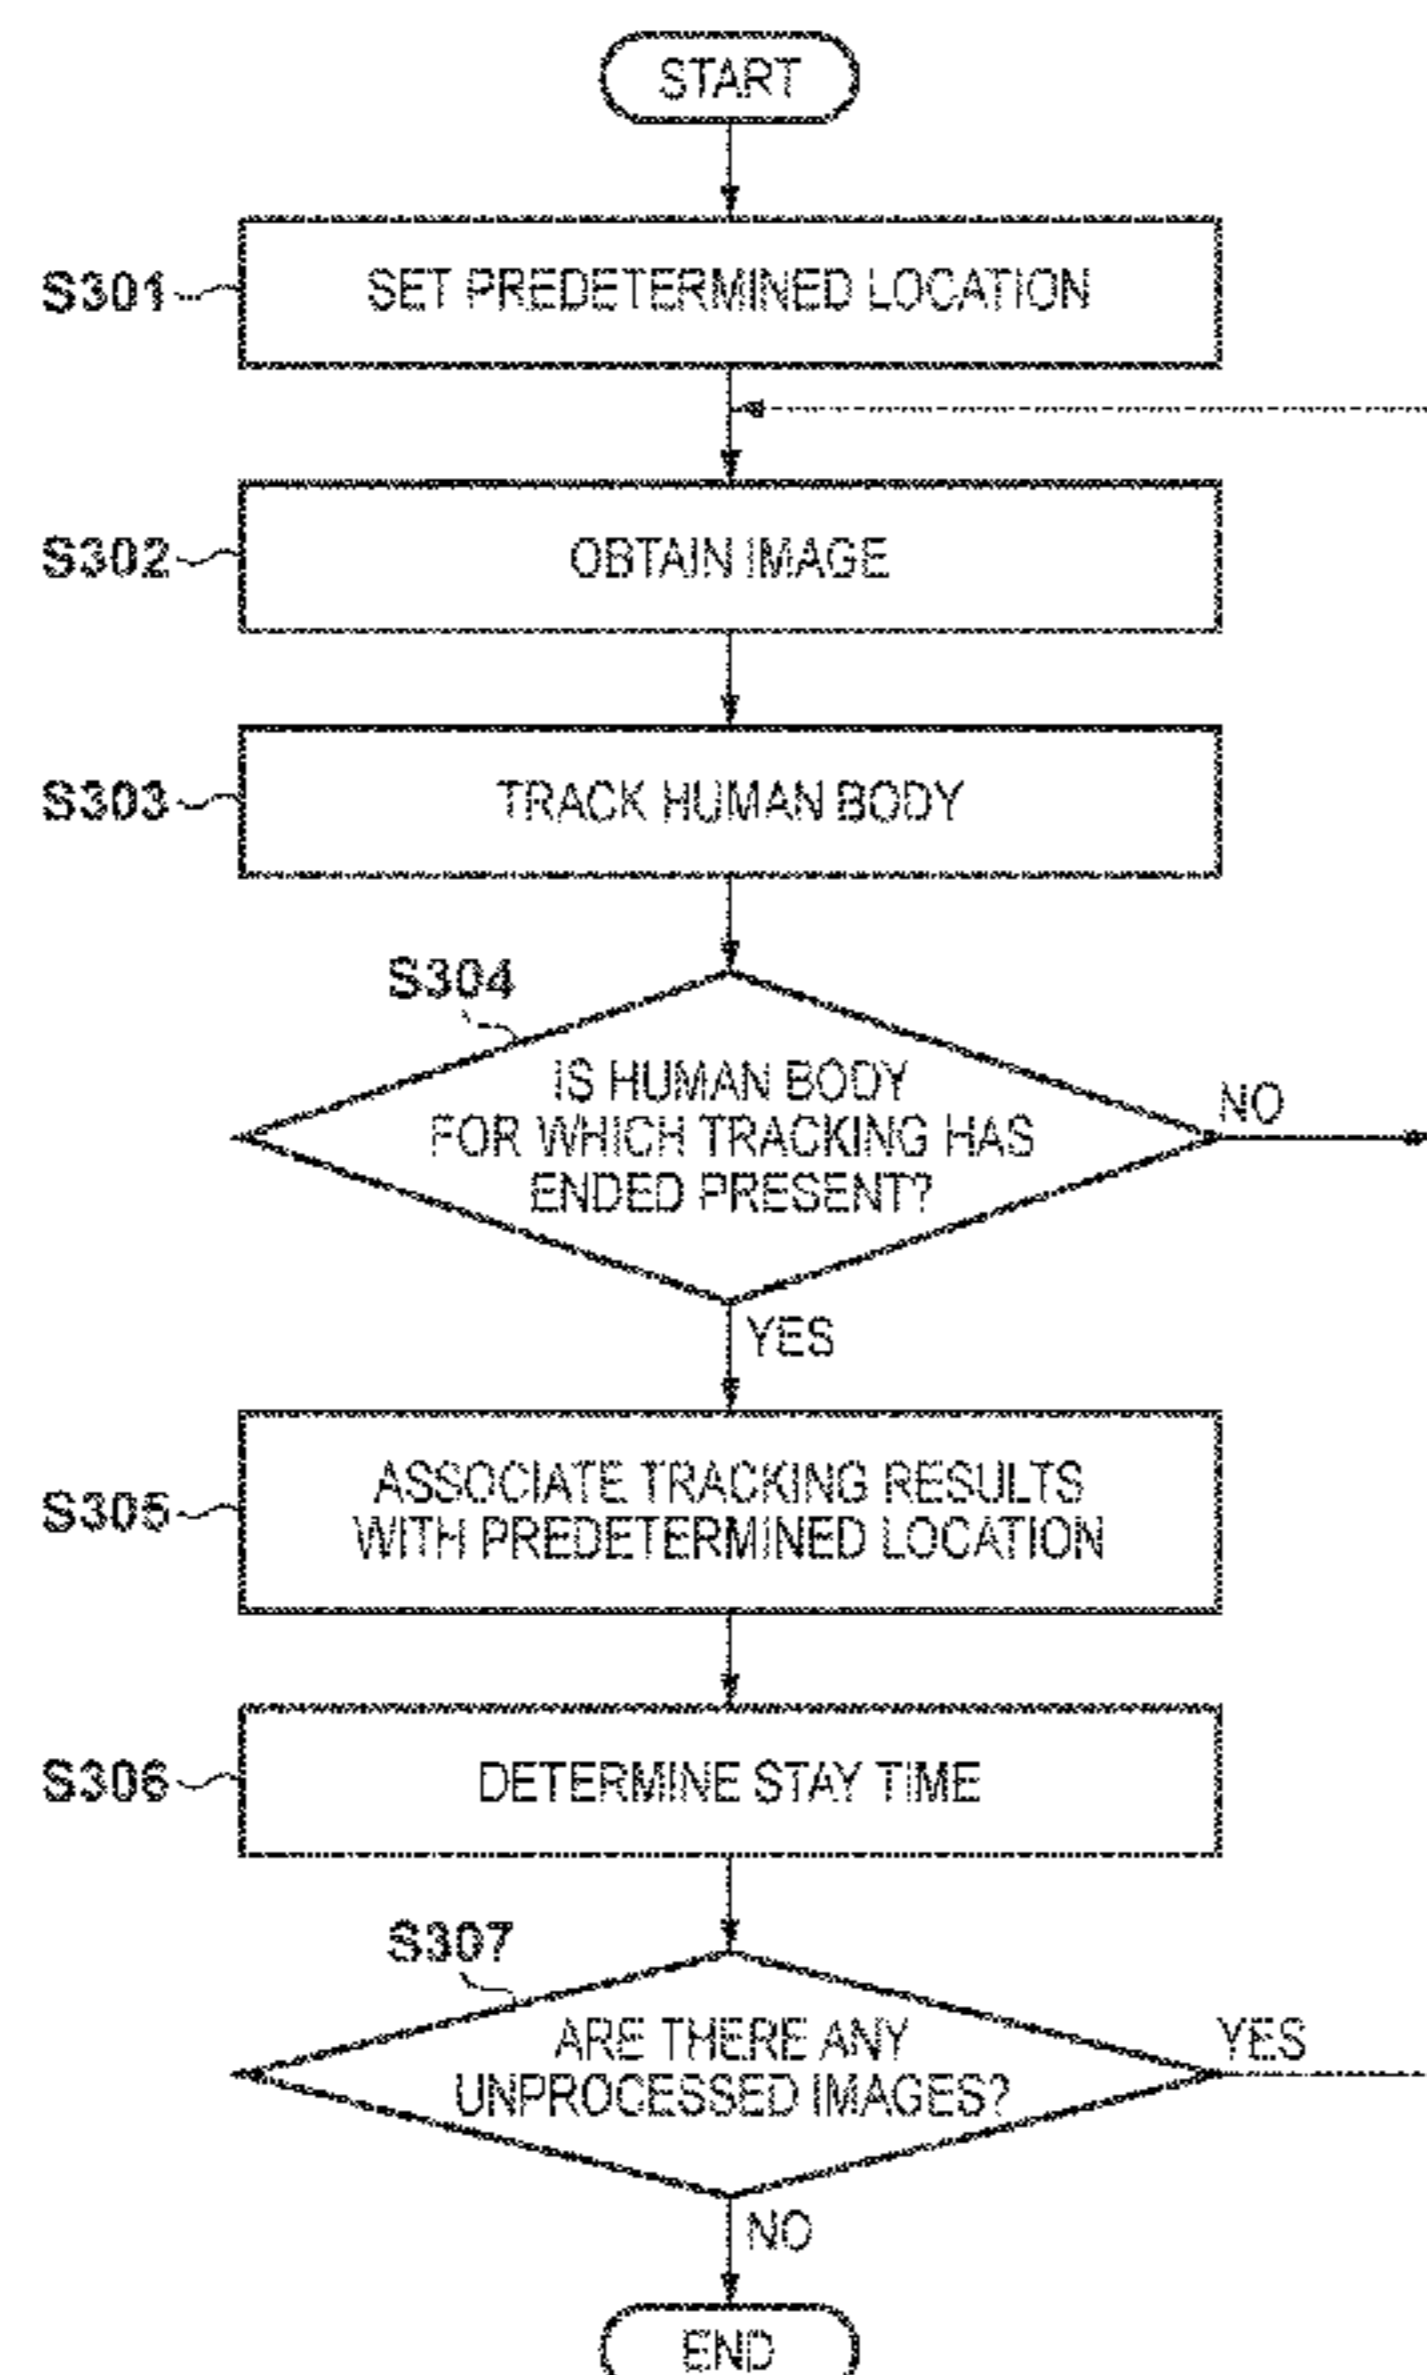 START
S301
SET PREDETERMINED LOCATION
S302
OBTAIN IMAGE
S303
TRACK HUMAN BODY
S304
IS HUMAN BODY
FOR WHICH TRACKING HAS
ENDED PRESENT?
NO
YES
S305
ASSOCIATE TRACKING RESULTS
WITH PREDETERMINED LOCATION
S306
DETERMINE STAY TIME
S307
ARE THERE ANY
UNPROCESSED IMAGES?
YES
NO
END